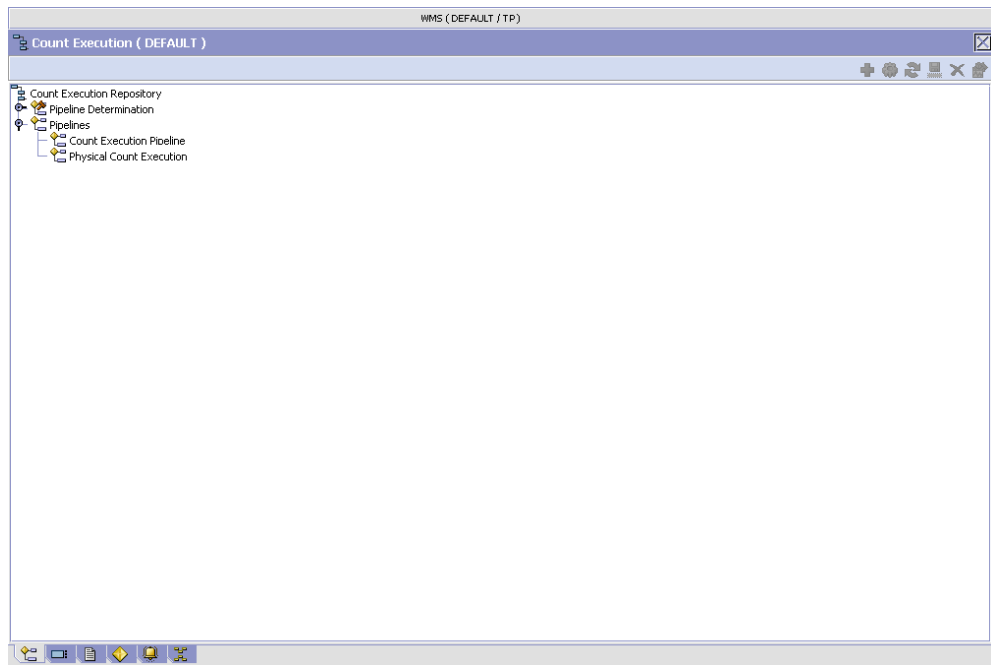 WMS ( DEFAULT / TP )
Count Execution ( DEFAULT )
Count Execution Repository
Pipeline Determination
Pipelines
Count Execution Pipeline
Physical Count Execution